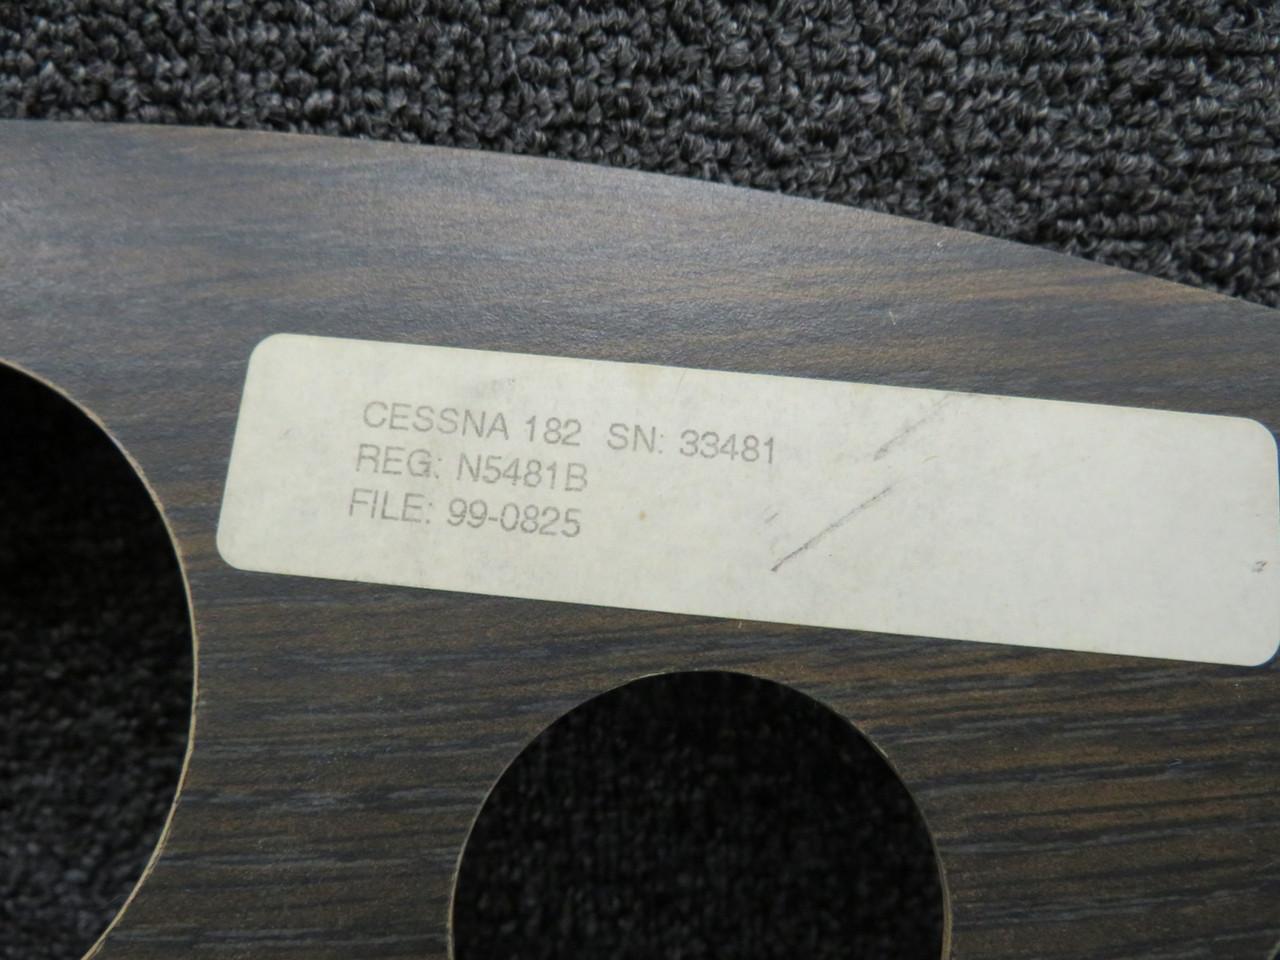 CESSNA 182 SN: 33481
REG: N5481B
FILE: 99-0825